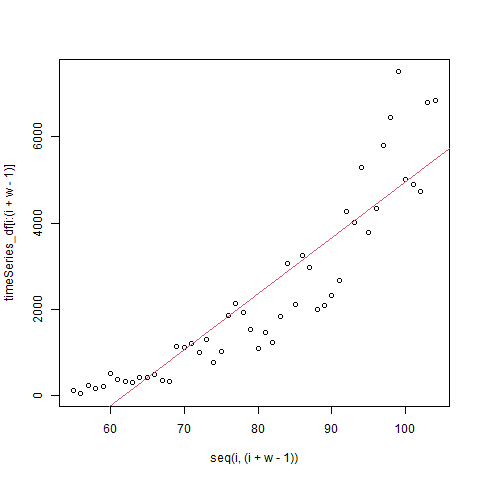 timeSeries_df[i:(i + w - 1)]
6000
4000
2000
0
60 70 80 90 100
seq(i, (i + w - 1))